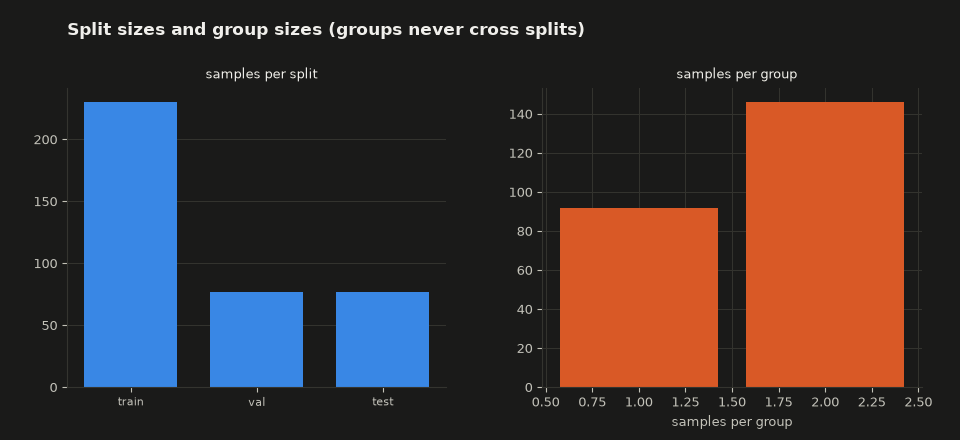 Split sizes and group sizes (groups never cross splits)
samples per split
200
150
100
50
0
train val test
samples per group
140
120
100
80
60
40
20
0
0.50 0.75 1.00 1.25 1.50 1.75 2.00 2.25 2.50
samples per group